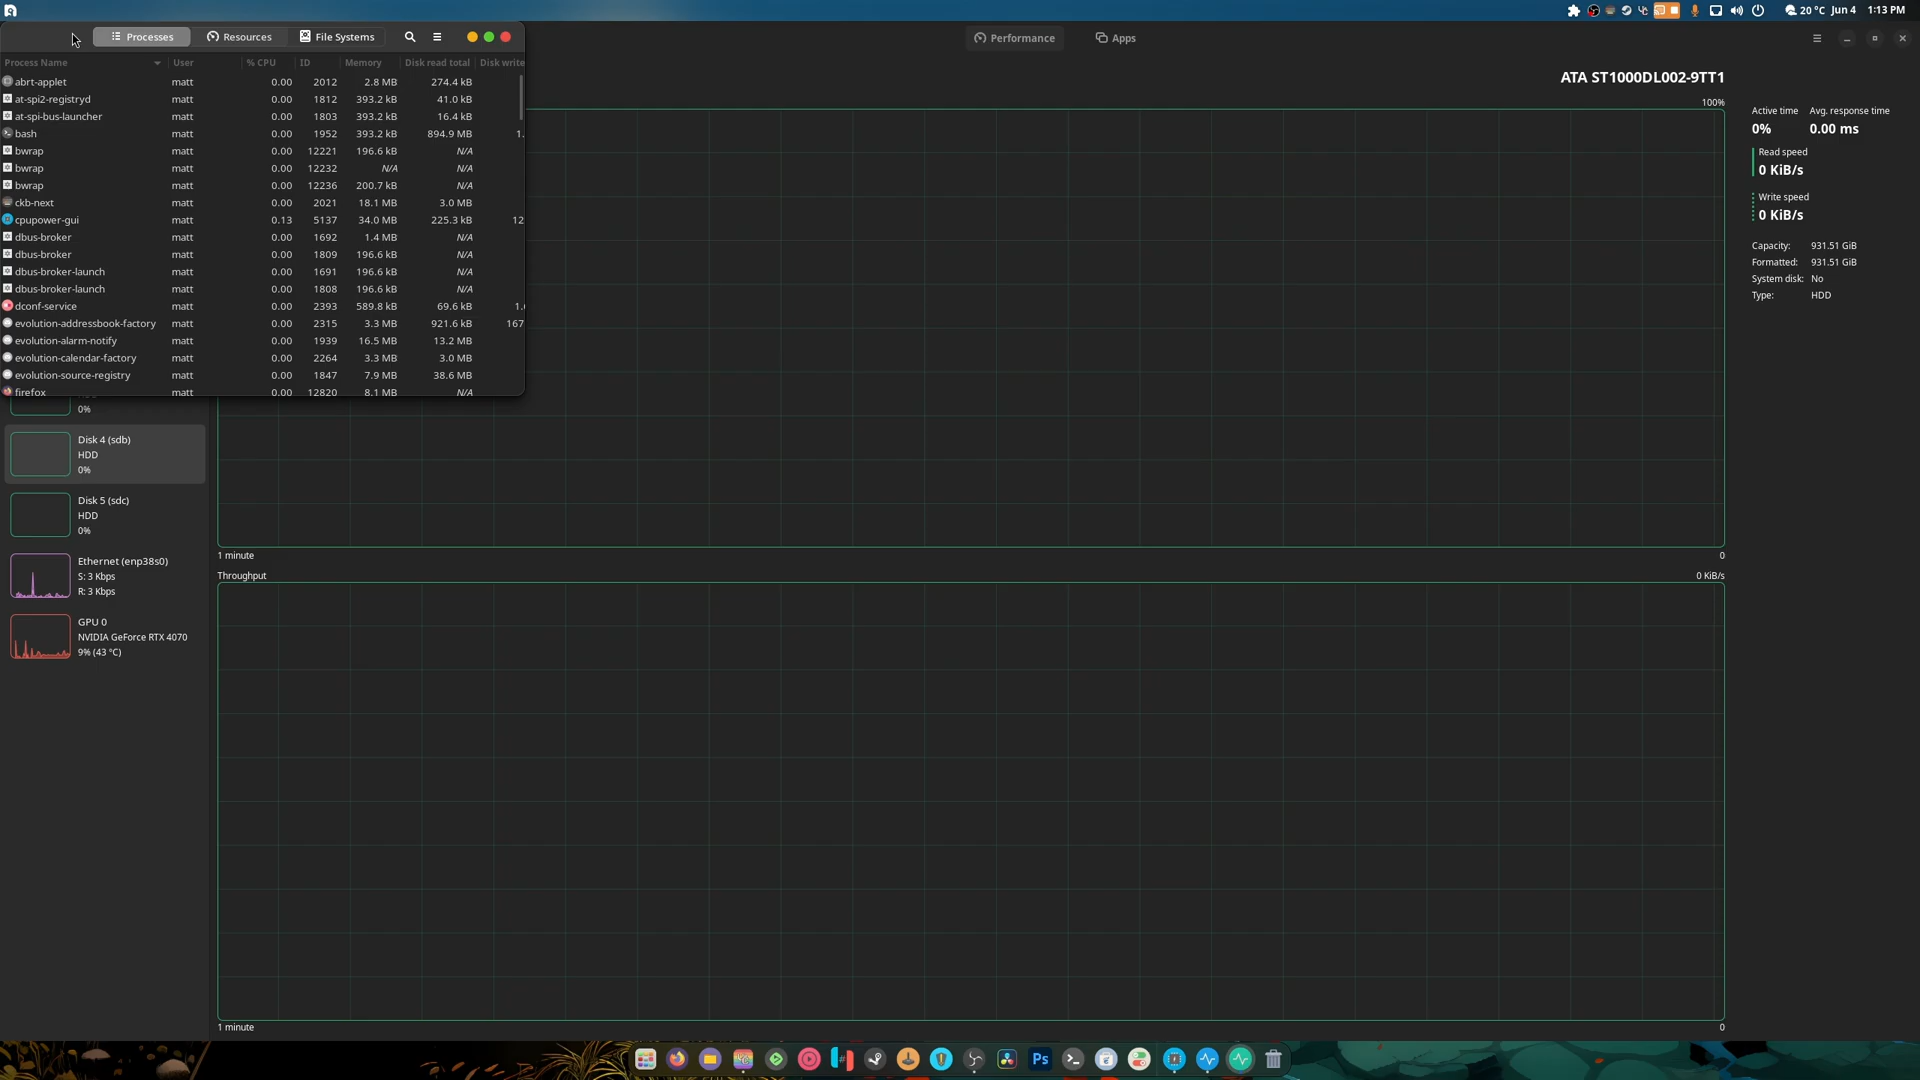 20 °C Jun 4 1:13 PM
Processes Resources File Systems
Performance Apps
Process Name User % CPU ID Memory Disk read total Disk write
abrt-applet matt 0.00 2012 2.8 MB 274.4 kB
at-spi2-registryd matt 0.00 1812 393.2 kB 41.0 kB
at-spi-bus-launcher matt 0.00 1803 393.2 kB 16.4 kB
bash matt 0.00 1952 393.2 kB 894.9 MB 1.
bwrap matt 0.00 12221 196.6 kB N/A
bwrap matt 0.00 12232 N/A N/A
bwrap matt 0.00 12236 200.7 kB N/A
ckb-next matt 0.00 2021 18.1 MB 3.0 MB
cpupower-gui matt 0.13 5137 34.0 MB 225.3 kB 12
dbus-broker matt 0.00 1692 1.4 MB N/A
dbus-broker matt 0.00 1809 196.6 kB N/A
dbus-broker-launch matt 0.00 1691 196.6 kB N/A
dbus-broker-launch matt 0.00 1808 196.6 kB N/A
dconf-service matt 0.00 2393 589.8 kB 69.6 kB 1.
evolution-addressbook-factory matt 0.00 2315 3.3 MB 921.6 kB 167
evolution-alarm-notify matt 0.00 1939 16.5 MB 13.2 MB
evolution-calendar-factory matt 0.00 2264 3.3 MB 3.0 MB
evolution-source-registry matt 0.00 1847 7.9 MB 38.6 MB
firefox matt 0.00 12820 8.1 MB N/A
0%
Disk 4 (sdb)
HDD
0%
Disk 5 (sdc)
HDD
0%
Ethernet (enp38s0)
S: 3 Kbps
R: 3 Kbps
GPU 0
NVIDIA GeForce RTX 4070
9% (43 °C)
ATA ST1000DL002-9TT1
100%
1 minute 0
Throughput 0 KiB/s
1 minute 0
Active time Avg. response time
0% 0.00 ms
Read speed
0 KiB/s
Write speed
0 KiB/s
Capacity: 931.51 GiB
Formatted: 931.51 GiB
System disk: No
Type: HDD
Ps